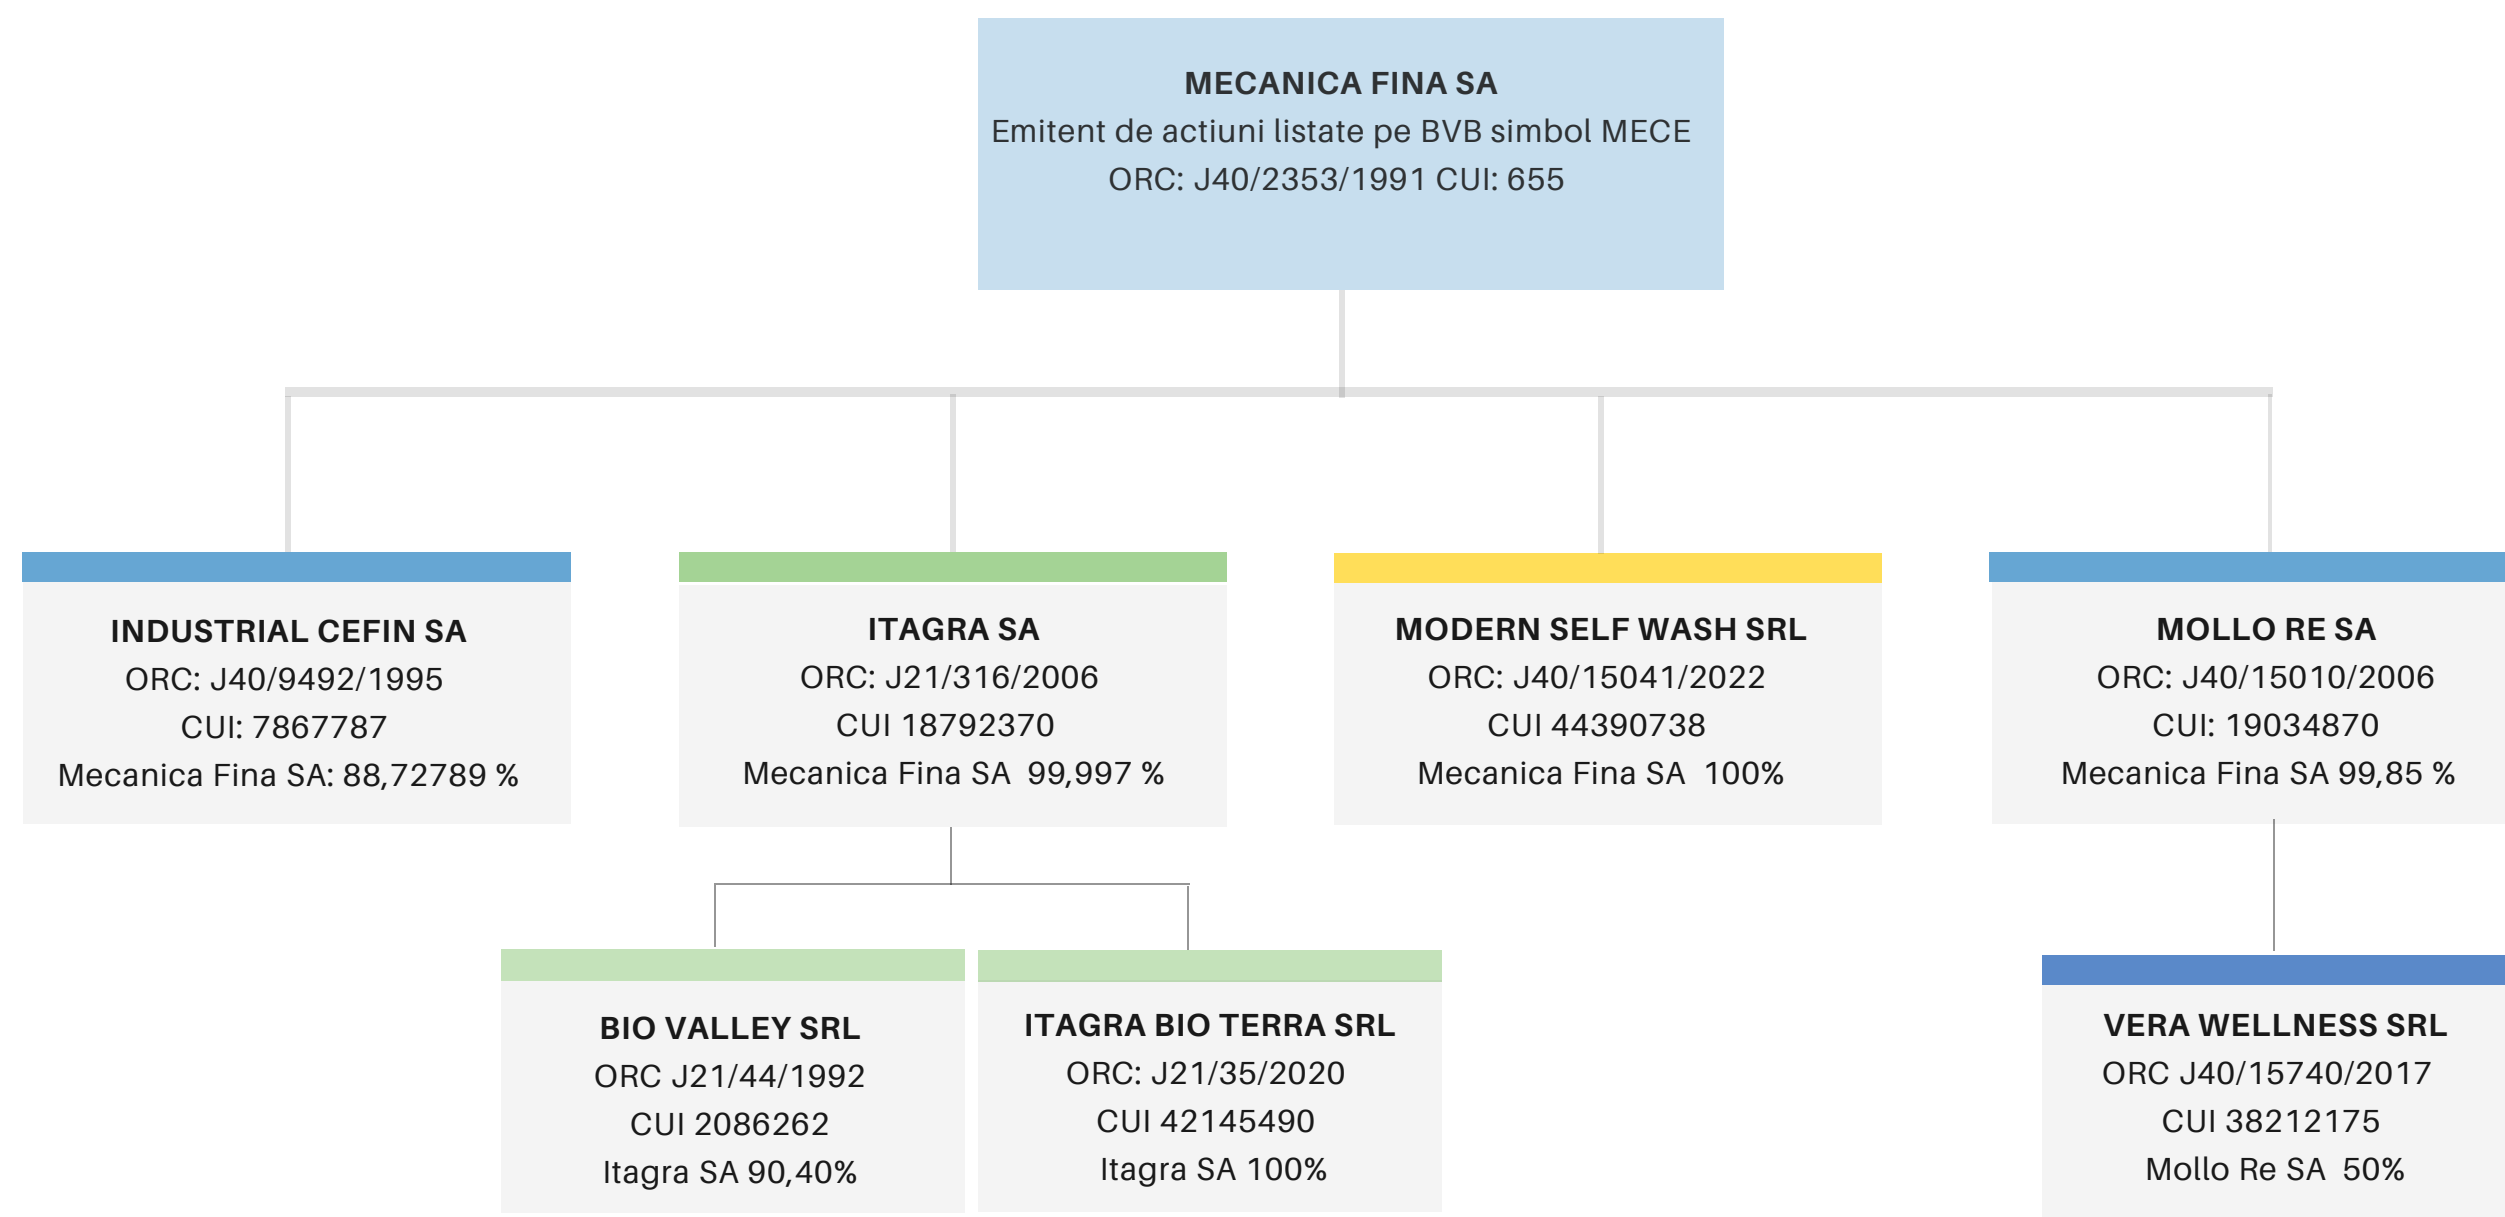 MECANICA FINA SA
Emitent de actiuni listate pe BVB simbol MECE
ORC: J40/2353/1991 CUI: 655
INDUSTRIAL CEFIN SA
ORC: J40/9492/1995
CUI: 7867787
Mecanica Fina SA: 88,72789 %
ITAGRA SA
ORC: J21/316/2006
CUI 18792370
Mecanica Fina SA 99,997 %
MODERN SELF WASH SRL
ORC: J40/15041/2022
CUI 44390738
Mecanica Fina SA 100%
MOLLO RE SA
ORC: J40/15010/2006
CUI: 19034870
Mecanica Fina SA 99,85 %
BIO VALLEY SRL
ORC J21/44/1992
CUI 2086262
Itagra SA 90,40%
ITAGRA BIO TERRA SRL
ORC: J21/35/2020
CUI 42145490
Itagra SA 100%
VERA WELLNESS SRL
ORC J40/15740/2017
CUI 38212175
Mollo Re SA 50%